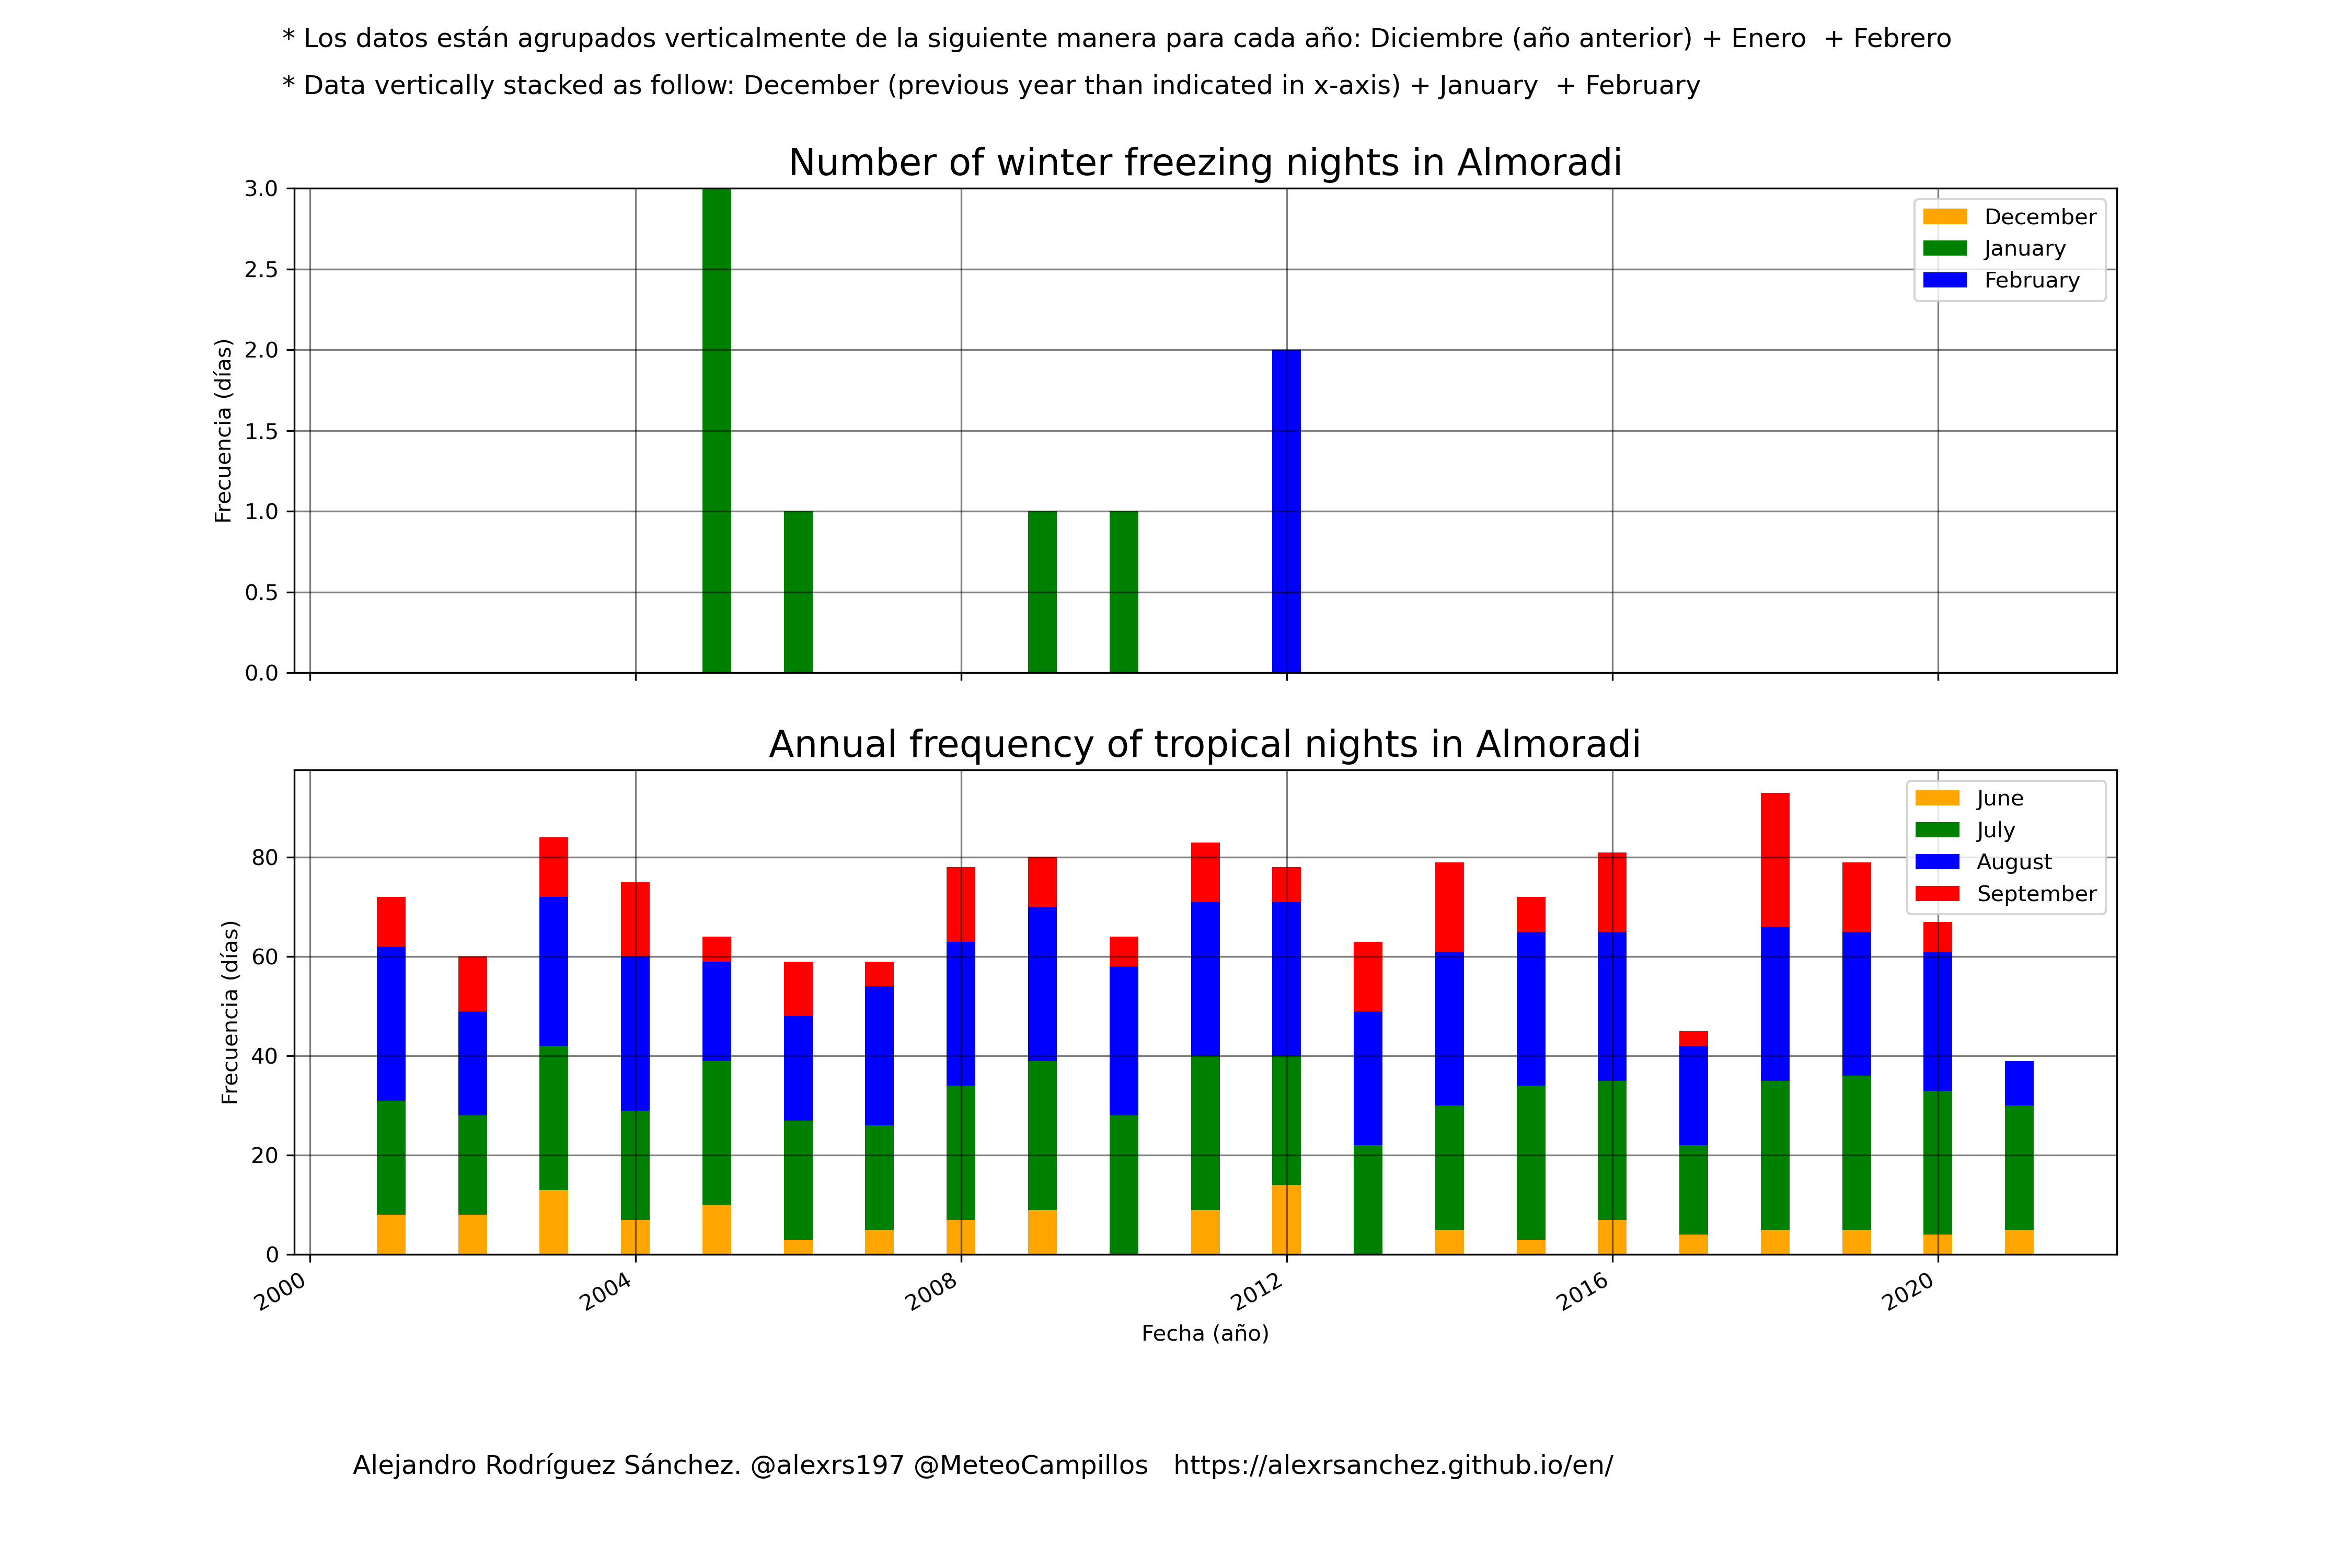 * Los datos están agrupados verticalmente de la siguiente manera para cada año: Diciembre (año anterior) + Enero  + Febrero
* Data vertically stacked as follow: December (previous year than indicated in x-axis) + January  + February
Number of winter freezing nights in Almoradi
3.0
2.5
2.0
1.5
1.0
0.5
0.0
Frecuencia (días)
December
January
February
Annual frequency of tropical nights in Almoradi
80
60
40
20
0
Frecuencia (días)
June
July
August
September
2000
2004
2008
2012
2016
2020
Fecha (año)
Alejandro Rodríguez Sánchez. @alexrs197 @MeteoCampillos   https://alexrsanchez.github.io/en/